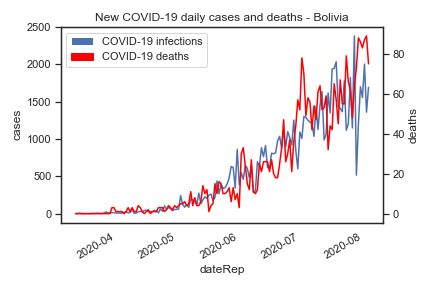 New COVID-19 daily cases and deaths - Bolivia
COVID-19 infections
COVID-19 deaths
2500
2000
1500
1000
500
0
cases
80
60
40
20
0
deaths
2020-04
2020-05
2020-06
2020-07
2020-08
dateRep